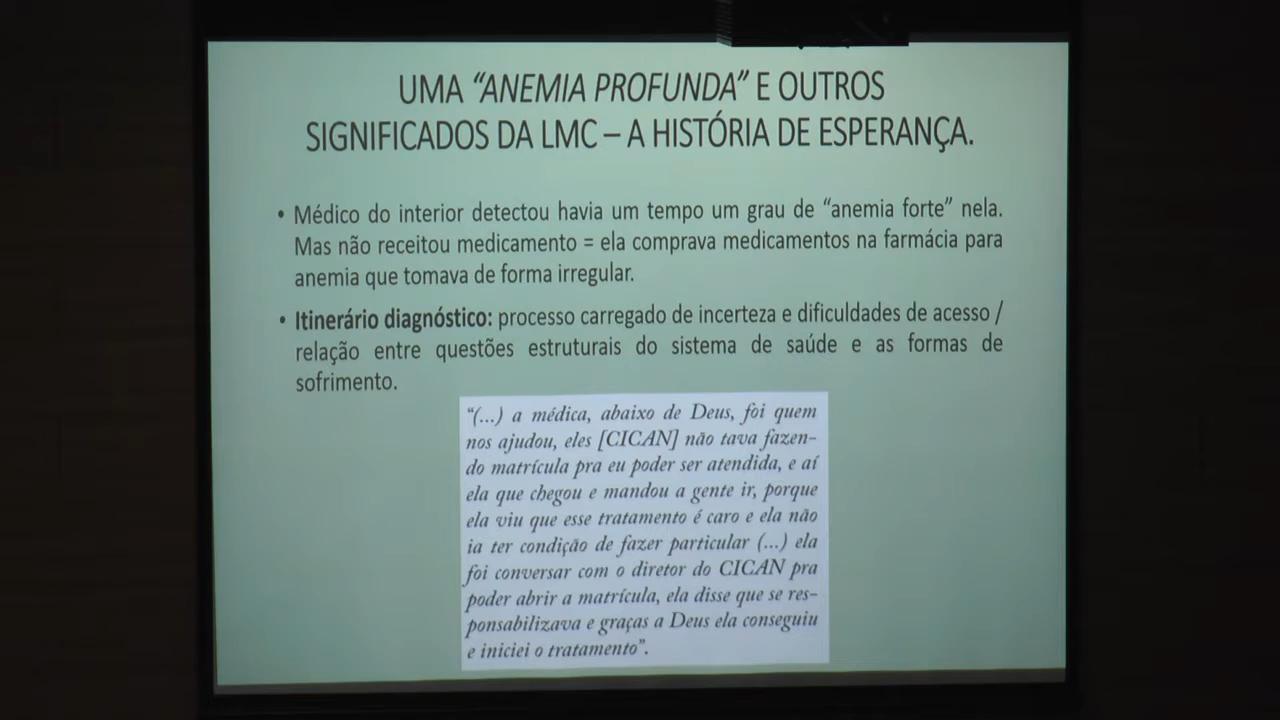 UMA “ANEMIA PROFUNDA” E OUTROS
SIGNIFICADOS DA LMC – A HISTÓRIA DE ESPERANÇA.
• Médico do interior detectou havia um tempo um grau de “anemia forte” nela.
Mas não receitou medicamento = ela comprava medicamentos na farmácia para
anemia que tomava de forma irregular.
• Itinerário diagnóstico: processo carregado de incerteza e dificuldades de acesso /
relação entre questões estruturais do sistema de saúde e as formas de
sofrimento.
“(...) a médica, abaixo de Deus, foi quem
nos ajudou, eles [CICAN] não tava fazen-
do matrícula pra eu poder ser atendida, e aí
ela que chegou e mandou a gente ir, porque
ela viu que esse tratamento é caro e ela não
ia ter condição de fazer particular (...) ela
foi conversar com o diretor do CICAN pra
poder abrir a matrícula, ela disse que se res-
ponsabilizava e graças a Deus ela conseguiu
e iniciei o tratamento”.